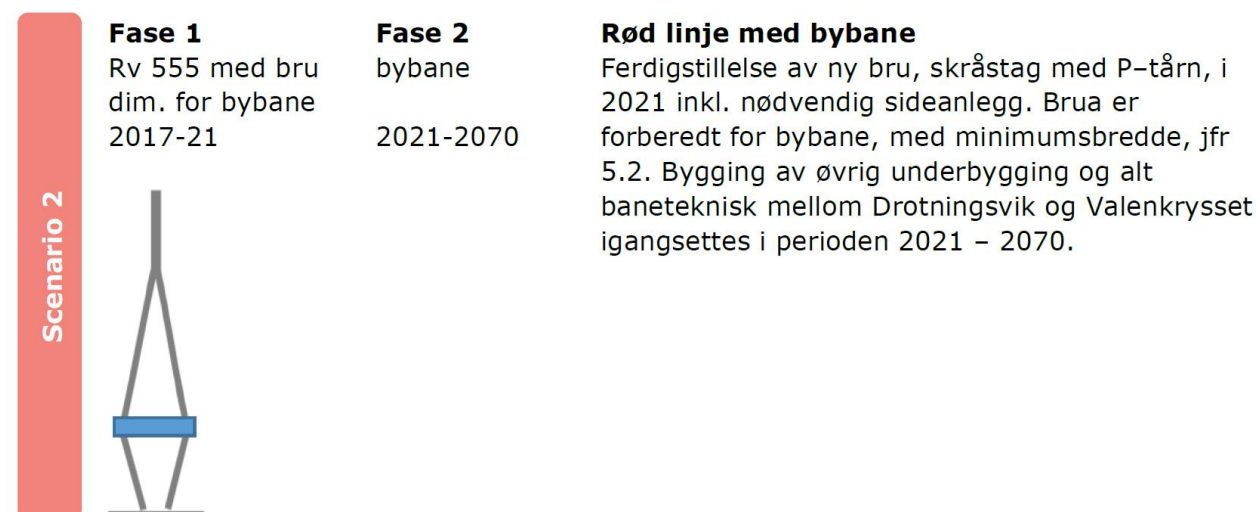 Scenario 2
Fase 1
Rv 555 med bru
dim. for bybane
2017-21
Fase 2
bybane
2021-2070
Rød linje med bybane
Ferdigstillelse av ny bru, skråstag med P–tårn, i
2021 inkl. nødvendig sideanlegg. Brua er
forberedt for bybane, med minimumsbredde, jfr
5.2. Bygging av øvrig underbygging og alt
baneteknisk mellom Drotningsvik og Valenkrysset
igangsettes i perioden 2021 – 2070.